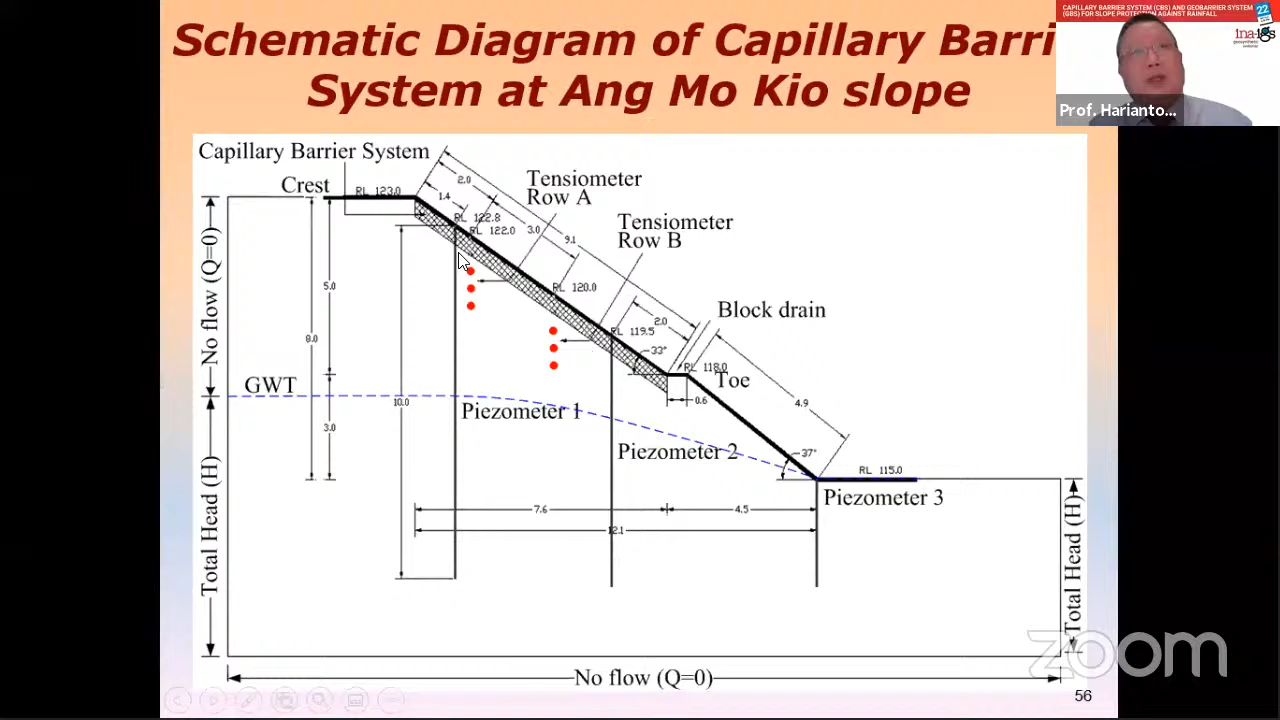 Schematic Diagram of Capillary Barri
System at Ang Mo Kio slope
CAPILLARY BARRIER SYSTEM (CBS) AND GEOBARRIER SYSTEM
(GBS) FOR SLOPE PROTECTION AGAINST RAINFALL
22
ina-igs
Prof. Harianto...
Capillary Barrier System
Crest
RL 123.0
2.0
1.4
Tensiometer
Row A
RL 122.8
RL 122.0
3.0
9.1
Tensiometer
Row B
No flow (Q=0)
5.0
8.0
RL 120.0
2.0
RL 119.5
33°
Block drain
RL 118.0
Toe
0.6
4.9
GWT
10.0
Piezometer 1
3.0
Piezometer 2
37°
RL 115.0
Piezometer 3
Total Head (H)
7.6
4.5
12.1
Total Head (H)
No flow (Q=0)
zoom
56